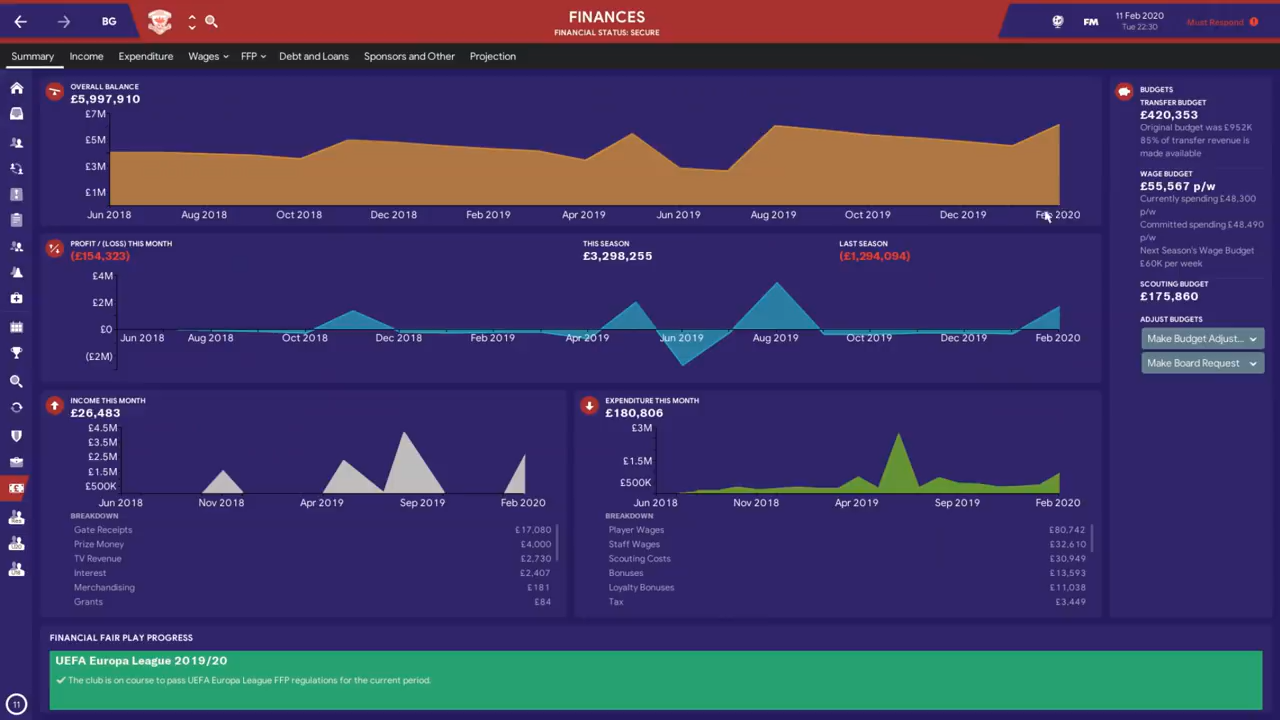 BG
FINANCES
FINANCIAL STATUS: SECURE
FM
11 Feb 2020
Tue 22:30
Must Respond
Summary
Income
Expenditure
Wages
FFP
Debt and Loans
Sponsors and Other
Projection
OVERALL BALANCE
£5,997,910
£7M
£5M
£3M
£1M
Jun 2018 Aug 2018 Oct 2018 Dec 2018 Feb 2019 Apr 2019 Jun 2019 Aug 2019 Oct 2019 Dec 2019 Feb 2020
PROFIT / (LOSS) THIS MONTH
(£154,323)
THIS SEASON
£3,298,255
LAST SEASON
(£1,294,094)
£4M
£2M
£0
(£2M)
Jun 2018 Aug 2018 Oct 2018 Dec 2018 Feb 2019 Apr 2019 Jun 2019 Aug 2019 Oct 2019 Dec 2019 Feb 2020
INCOME THIS MONTH
£26,483
£4.5M
£3.5M
£2.5M
£1.5M
£500K
Jun 2018 Nov 2018 Apr 2019 Sep 2019 Feb 2020
BREAKDOWN
Gate Receipts £17,080
Prize Money £4,000
TV Revenue £2,730
Interest £2,407
Merchandising £181
Grants £84
EXPENDITURE THIS MONTH
£180,806
£3M
£1.5M
£500K
Jun 2018 Nov 2018 Apr 2019 Sep 2019 Feb 2020
BREAKDOWN
Player Wages £80,742
Staff Wages £32,610
Scouting Costs £30,949
Bonuses £13,593
Loyalty Bonuses £11,038
Tax £3,449
BUDGETS
TRANSFER BUDGET
£420,353
Original budget was £952K
85% of transfer revenue is
made available
WAGE BUDGET
£55,567 p/w
Currently spending £48,300
p/w
Committed spending £48,490
p/w
Next Season's Wage Budget
£60K per week
SCOUTING BUDGET
£175,860
ADJUST BUDGETS
Make Budget Adjust...
Make Board Request
FINANCIAL FAIR PLAY PROGRESS
UEFA Europa League 2019/20
The club is on course to pass UEFA Europa League FFP regulations for the current period.
11